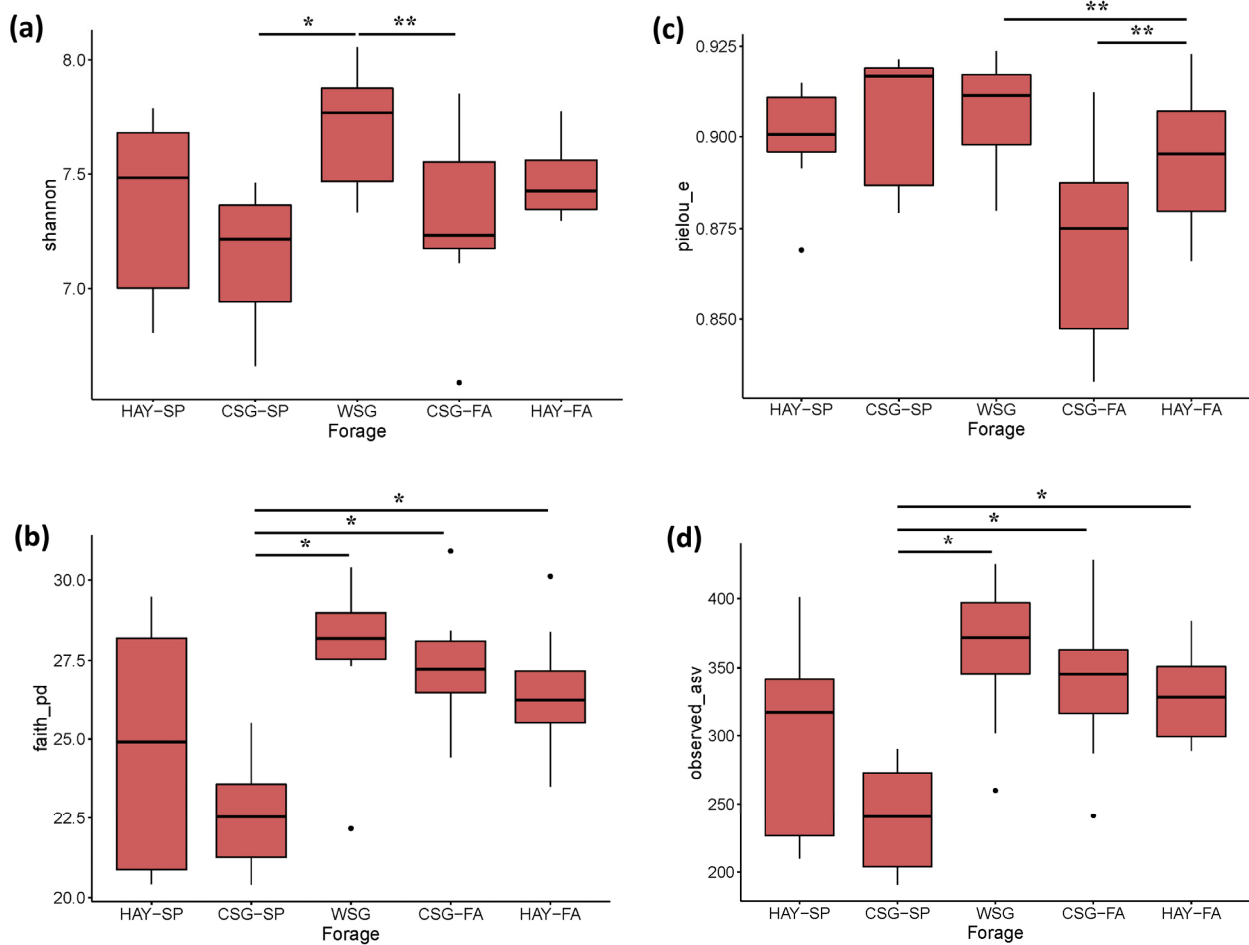 (a)
* **
8.0
7.5
7.0
shannon
HAY-SP CSG-SP WSG CSG-FA HAY-FA
Forage
(c)
**
**
0.925
0.900
0.875
0.850
pielou_e
HAY-SP CSG-SP WSG CSG-FA HAY-FA
Forage
(b)
*
*
*
30.0
27.5
25.0
22.5
20.0
faith_pd
HAY-SP CSG-SP WSG CSG-FA HAY-FA
Forage
(d)
*
*
*
400
350
300
250
200
observed_asv
HAY-SP CSG-SP WSG CSG-FA HAY-FA
Forage